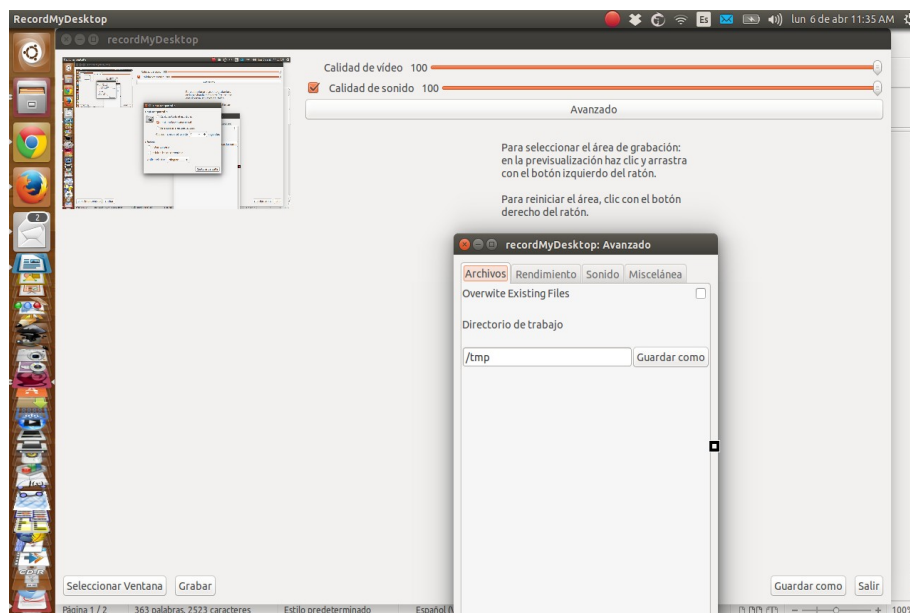 RecordMyDesktop
Es
lun 6 de abr 11:35 AM
recordMyDesktop
Calidad de vídeo 100
Calidad de sonido 100
Avanzado
Para seleccionar el área de grabación:
en la previsualización haz clic y arrastra
con el botón izquierdo del ratón.
Para reiniciar el área, clic con el botón
derecho del ratón.
2
recordMyDesktop: Avanzado
Archivos Rendimiento Sonido Miscelánea
Overwite Existing Files
Directorio de trabajo
/tmp
Guardar como
Seleccionar Ventana
Grabar
Guardar como
Salir
Página 1 / 2 363 palabras, 2523 caracteres Estilo predeterminado Español